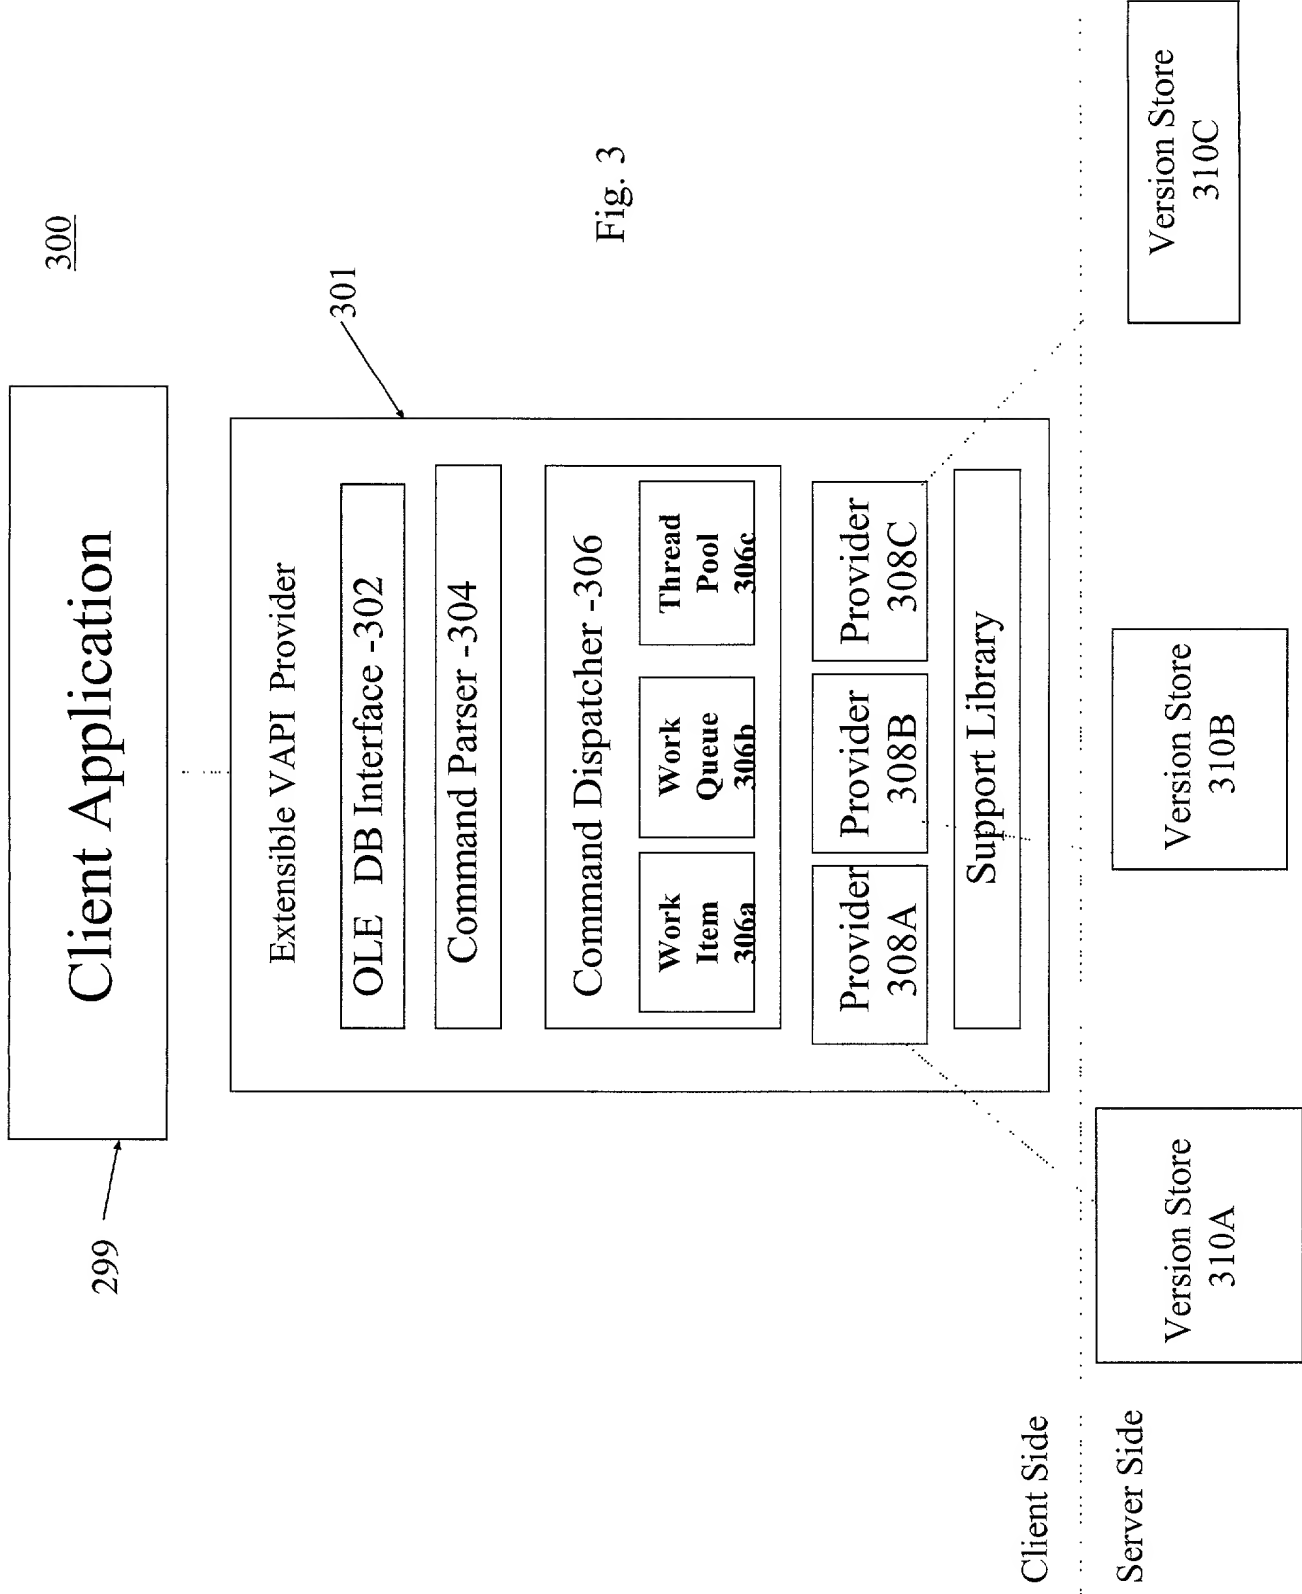 300
Client Application
299
Extensible VAPI Provider
301
OLE DB Interface -302
Command Parser -304
Command Dispatcher -306
Work
Item
306a
Work
Queue
306b
Thread
Pool
306c
Provider
308A
Provider
308B
Provider
308C
Support Library
Fig. 3
Client Side
Server Side
Version Store
310A
Version Store
310B
Version Store
310C